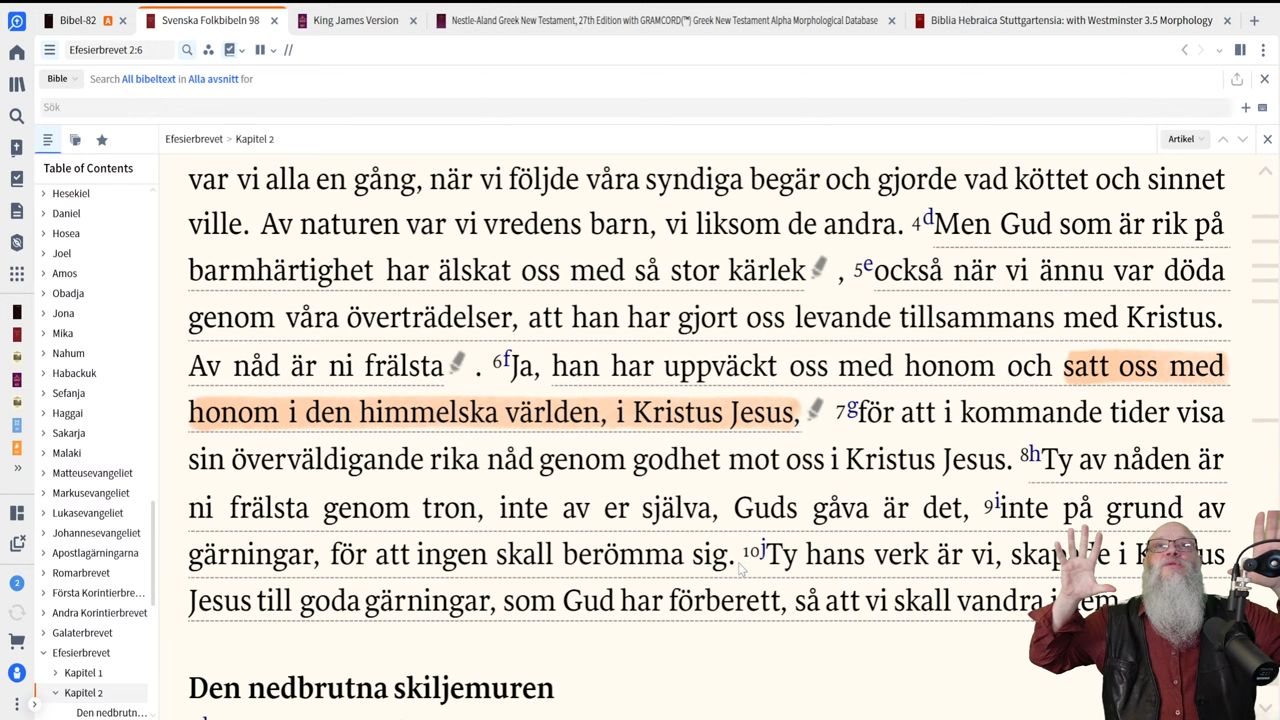 Bibel-82 A
Svenska Folkbibeln 98
King James Version
Nestle-Aland Greek New Testament, 27th Edition with GRAMCORD(™) Greek New Testament Alpha Morphological Database
Biblia Hebraica Stuttgartensia: with Westminster 3.5 Morphology
Efesierbrevet 2:6
Bible
Search All bibeltext in Alla avsnitt for
Sök
Efesierbrevet > Kapitel 2
Artikel
Table of Contents
Hesekiel
Daniel
Hosea
Joel
Amos
Obadja
Jona
Mika
Nahum
Habackuk
Sefanja
Haggai
Sakarja
Malaki
Matteusevangeliet
Markusevangeliet
Lukasevangeliet
Johannesevangeliet
Apostlagärningarna
Romarbrevet
Första Korintierbre...
Andra Korintierbrevet
Galaterbrevet
Efesierbrevet
Kapitel 1
Kapitel 2
Den nedbrutn...
2
var vi alla en gång, när vi följde våra syndiga begär och gjorde vad köttet och sinnet
ville. Av naturen var vi vredens barn, vi liksom de andra. 4 d Men Gud som är rik på
barmhärtighet har älskat oss med så stor kärlek , 5 e också när vi ännu var döda
genom våra överträdelser, att han har gjort oss levande tillsammans med Kristus.
Av nåd är ni frälsta . 6 f Ja, han har uppväckt oss med honom och satt oss med
honom i den himmelska världen, i Kristus Jesus, 7 g för att i kommande tider visa
sin överväldigande rika nåd genom godhet mot oss i Kristus Jesus. 8 h Ty av nåden är
ni frälsta genom tron, inte av er själva, Guds gåva är det, 9 i inte på grund av
gärningar, för att ingen skall berömma sig. 10 j Ty hans verk är vi, i
Jesus till goda gärningar, som Gud har förberett, så att vi skall vandra i
Den nedbrutna skiljemuren